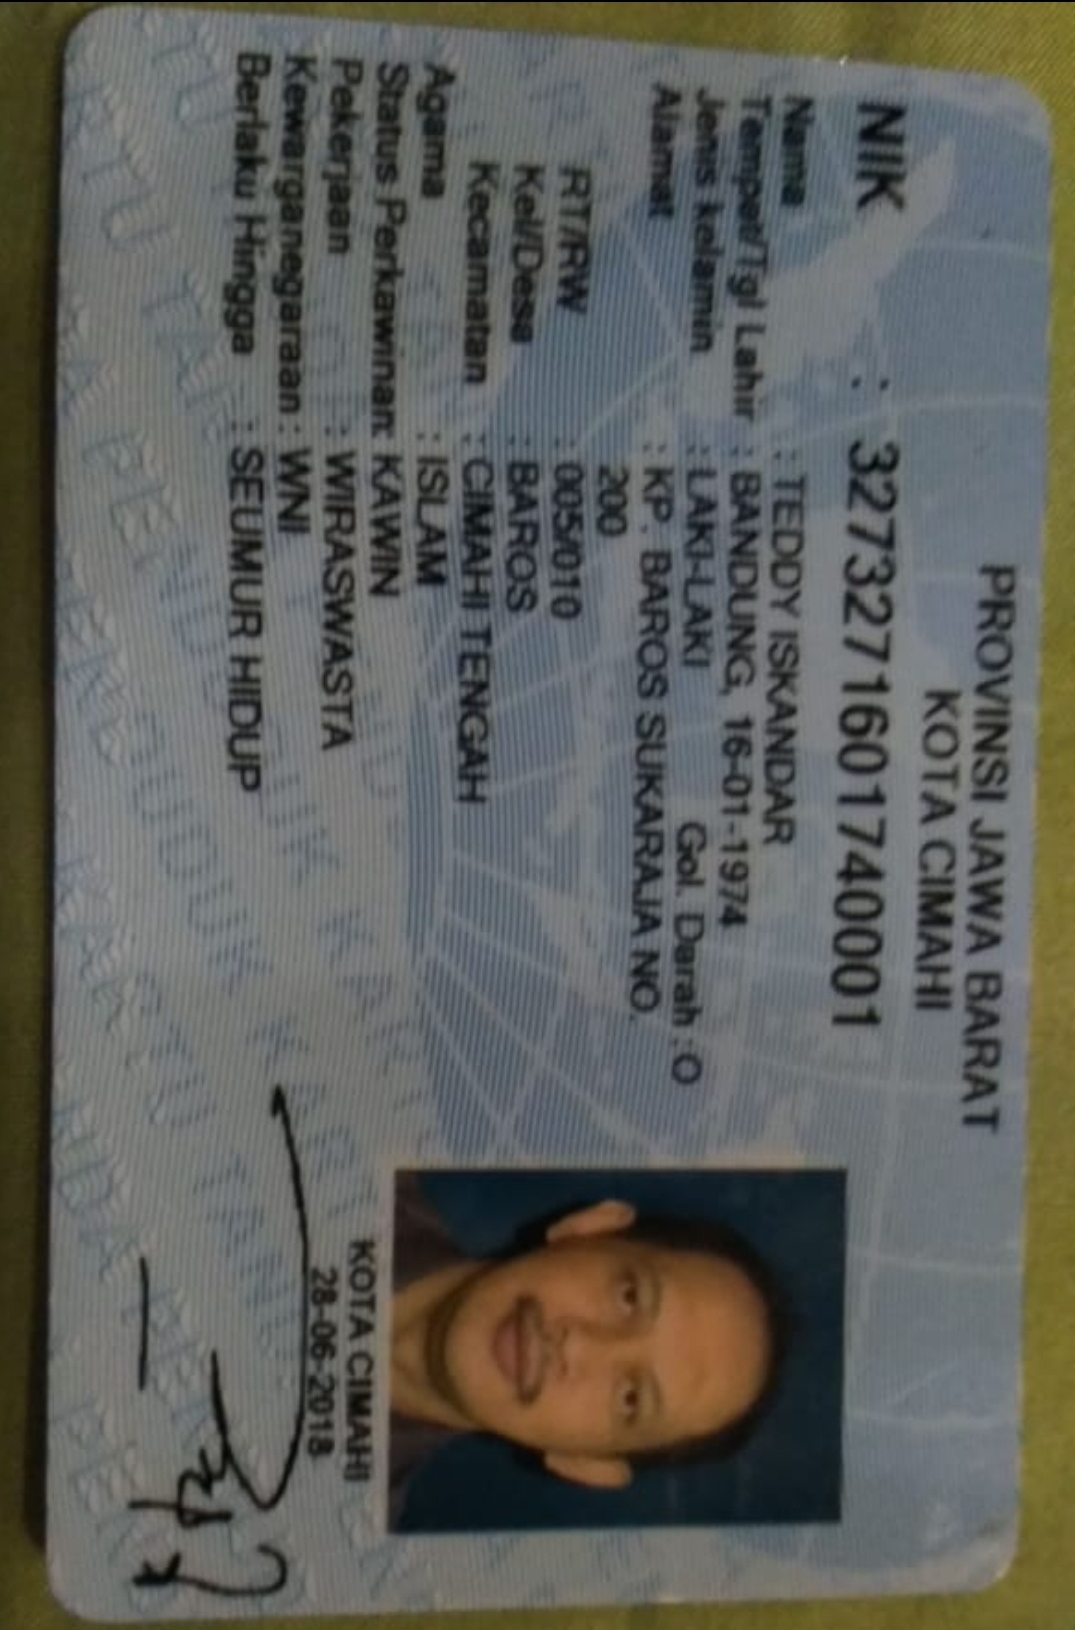 PROVINSI JAWA BARAT
KOTA CIMAHI
NIK : 3273271601740001
Nama : TEDDY ISKANDAR
Tempat/Tgl Lahir : BANDUNG, 16-01-1974
Jenis kelamin : LAKI-LAKI Gol. Darah : O
Alamat : KP. BAROS SUKARAJA NO.
200
RT/RW : 005/010
Kel/Desa : BAROS
Kecamatan : CIMAHI TENGAH
Agama : ISLAM
Status Perkawinan: KAWIN
Pekerjaan : WIRASWASTA
Kewarganegaraan : WNI
Berlaku Hingga : SEUMUR HIDUP
KOTA CIMAHI
28-06-2018